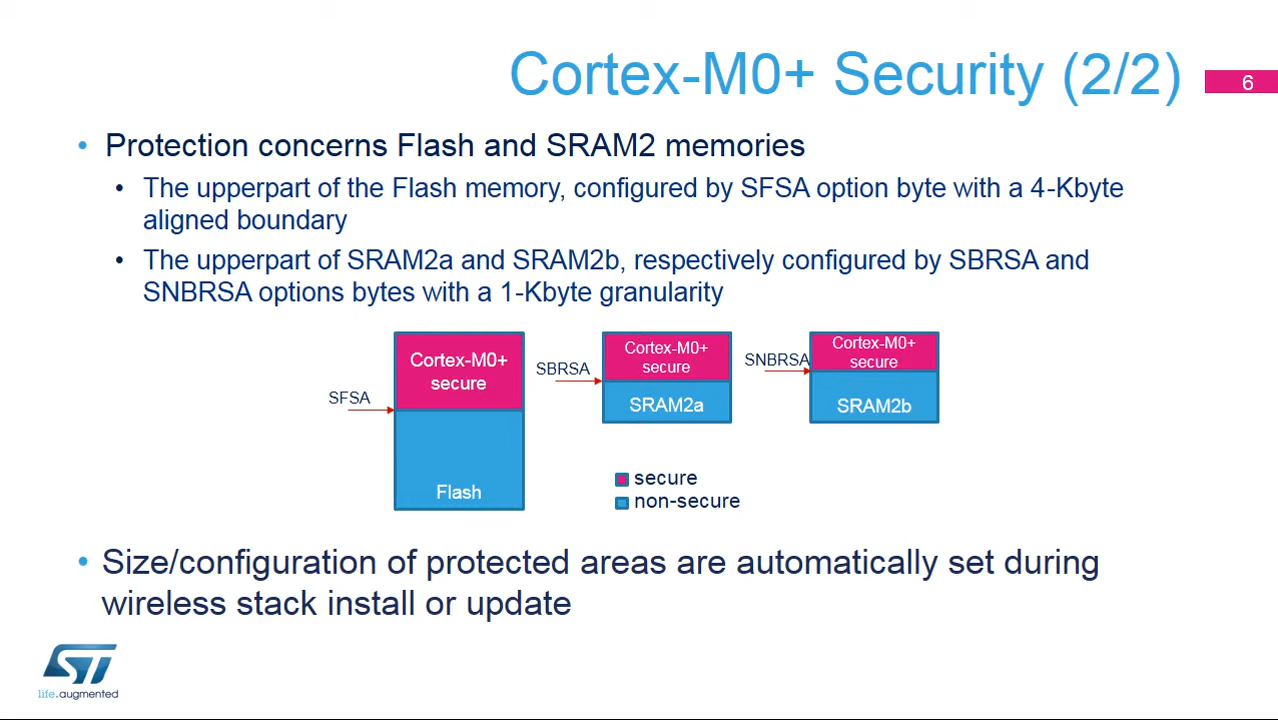 Cortex-M0+ Security (2/2)
6
• Protection concerns Flash and SRAM2 memories
• The upperpart of the Flash memory, configured by SFSA option byte with a 4-Kbyte
aligned boundary
• The upperpart of SRAM2a and SRAM2b, respectively configured by SBRSA and
SNBRSA options bytes with a 1-Kbyte granularity
Cortex-M0+
secure
SFSA
Flash
SBRSA
Cortex-M0+
secure
SRAM2a
SNBRSA
Cortex-M0+
secure
SRAM2b
secure
non-secure
• Size/configuration of protected areas are automatically set during
wireless stack install or update
ST
life.augmented